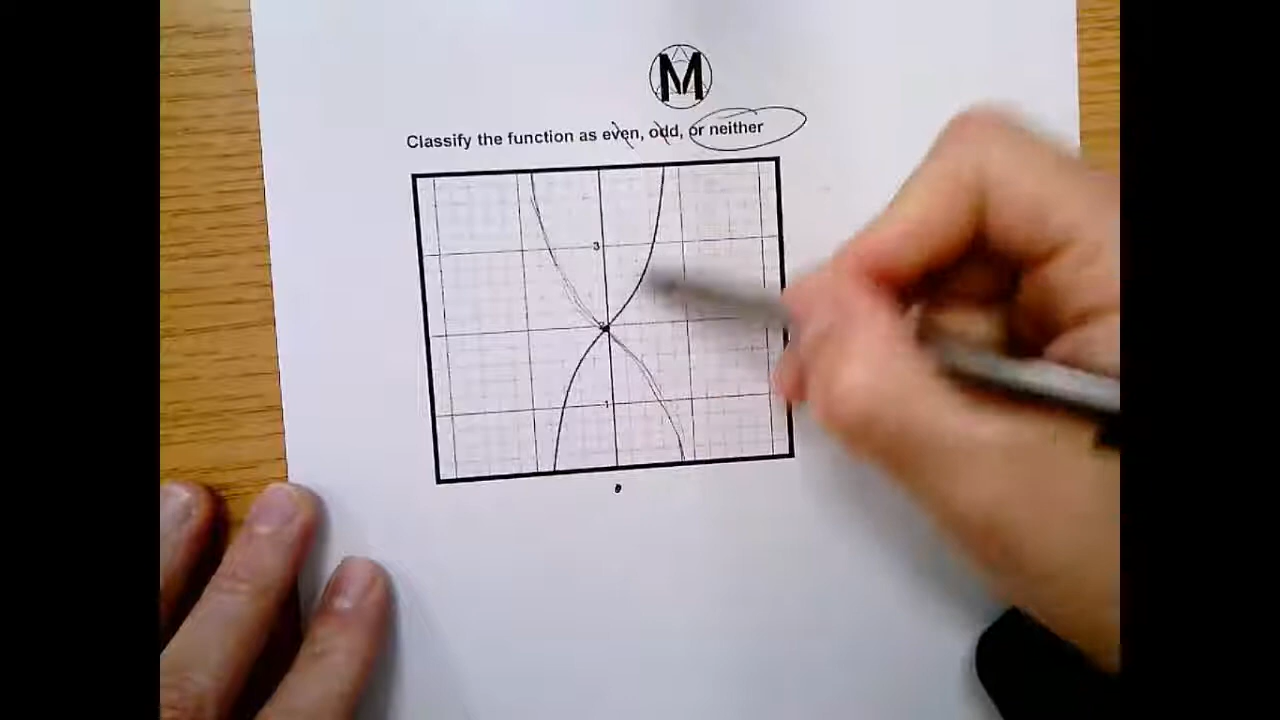 M
Classify the function as even, odd, or neither
3
1